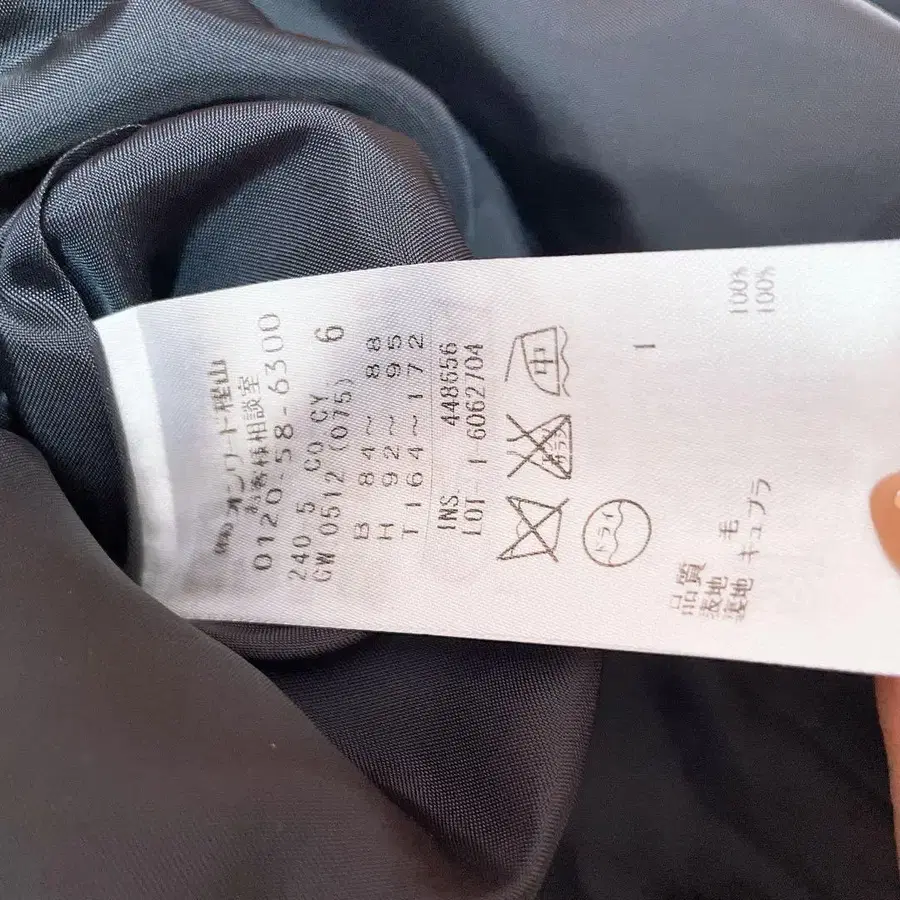 ㈱オンワード樫山
お客様相談室
0120-58-6300
240-5 CO CY 6
GW 0512 (075)
B 84～ 88
H 92～ 95
T 164～172
INS 448656
LOT-1-6062704
中
ドライ
1
品質
表地 毛 100%
裏地 キュプラ 100%